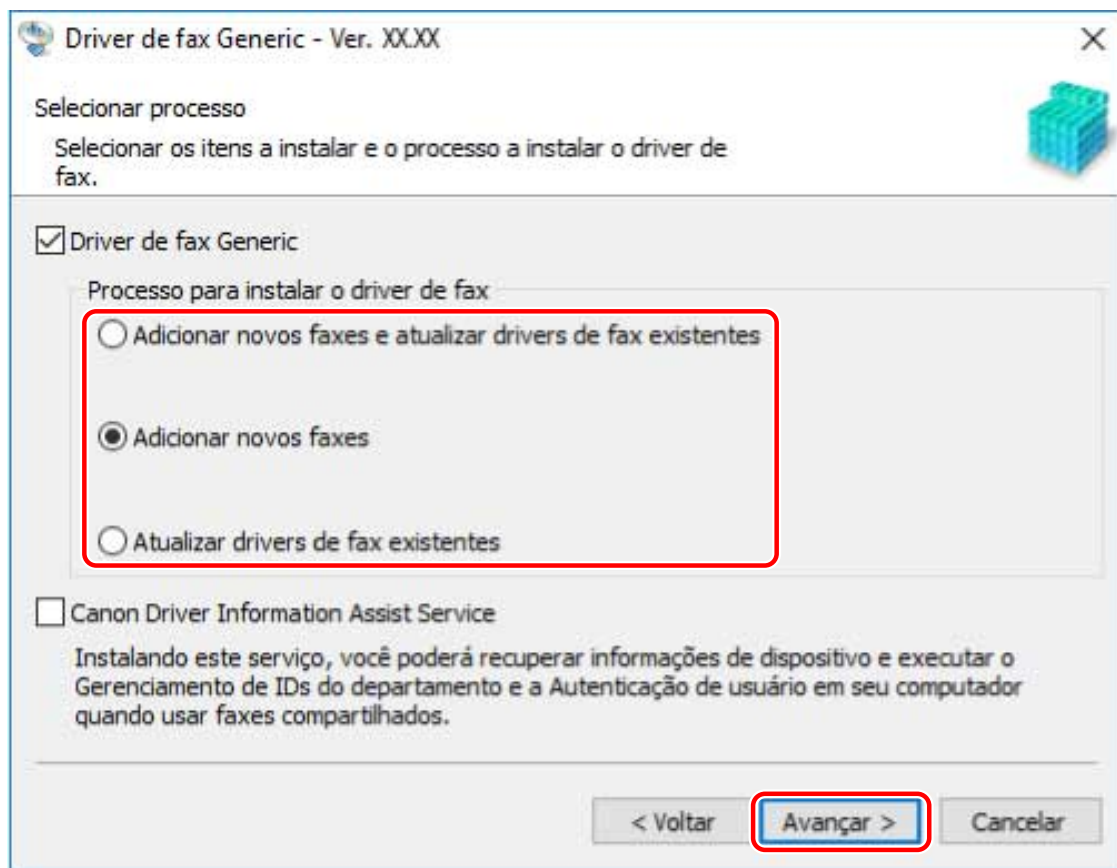 Driver de fax Generic - Ver. XX.XX
Selecionar processo
Selecionar os itens a instalar e o processo a instalar o driver de
fax.
Driver de fax Generic
Processo para instalar o driver de fax
Adicionar novos faxes e atualizar drivers de fax existentes
Adicionar novos faxes
Atualizar drivers de fax existentes
Canon Driver Information Assist Service
Instalando este serviço, você poderá recuperar informações de dispositivo e executar o
Gerenciamento de IDs do departamento e a Autenticação de usuário em seu computador
quando usar faxes compartilhados.
< Voltar Avançar > Cancelar